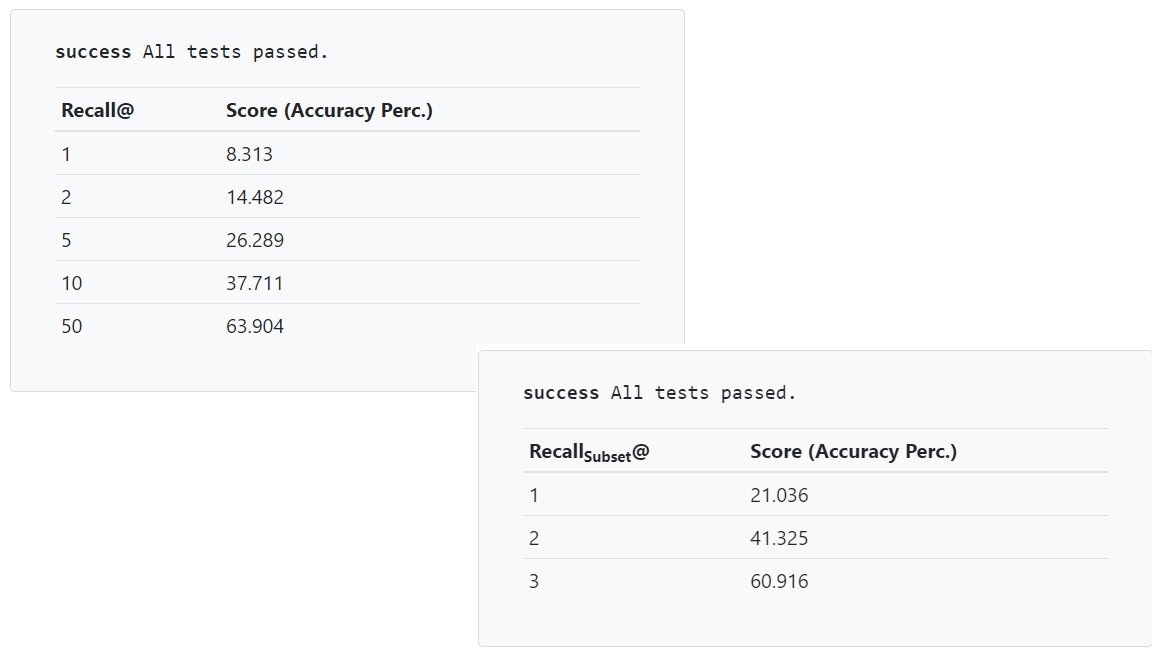 success All tests passed.
Recall@ Score (Accuracy Perc.)
1 8.313
2 14.482
5 26.289
10 37.711
50 63.904
success All tests passed.
RecallSubset@ Score (Accuracy Perc.)
1 21.036
2 41.325
3 60.916